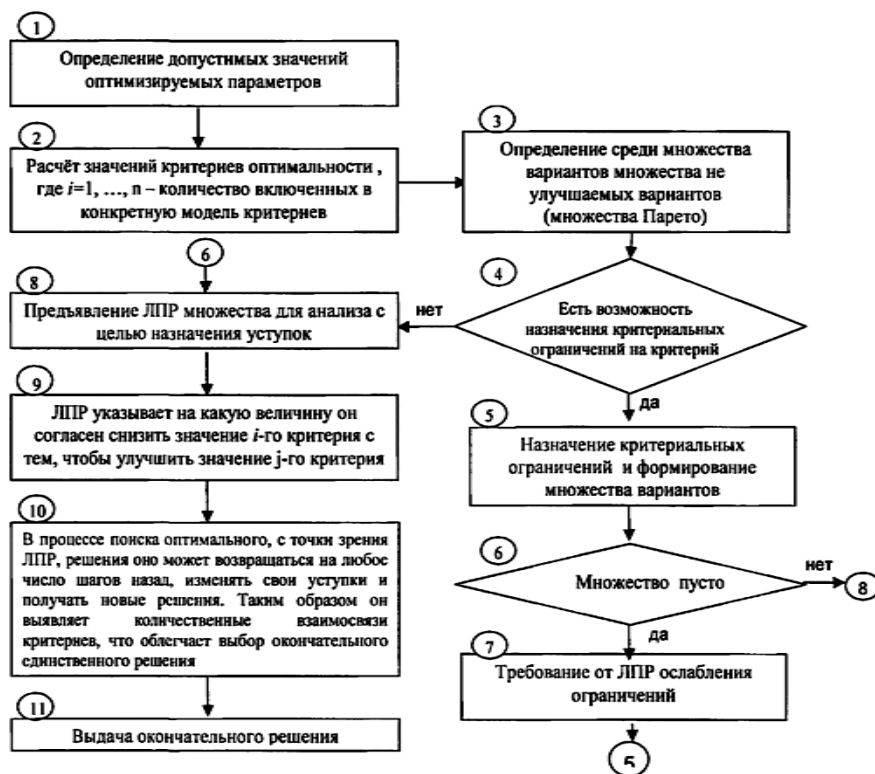 1
Определение допустимых значений
оптимизируемых параметров
2
Расчёт значений критериев оптимальности ,
где i=1, …, n – количество включенных в
конкретную модель критериев
3
Определение среди множества
вариантов множества не
улучшаемых вариантов
(множества Парето)
4
Есть возможность
назначения критериальных
ограничений на критерий
нет
да
5
Назначение критериальных
ограничений и формирование
множества вариантов
6
Множество пусто
нет
8
да
7
Требование от ЛПР ослабления
ограничений
5
6
8
Предъявление ЛПР множества для анализа с
целью назначения уступок
9
ЛПР указывает на какую величину он
согласен снизить значение i-го критерия с
тем, чтобы улучшить значение j-го критерия
10
В процессе поиска оптимального, с точки зрения
ЛПР, решения оно может возвращаться на любое
число шагов назад, изменять свои уступки и
получать новые решения. Таким образом он
выявляет количественные взаимосвязи
критериев, что облегчает выбор окончательного
единственного решения
11
Выдача окончательного решения